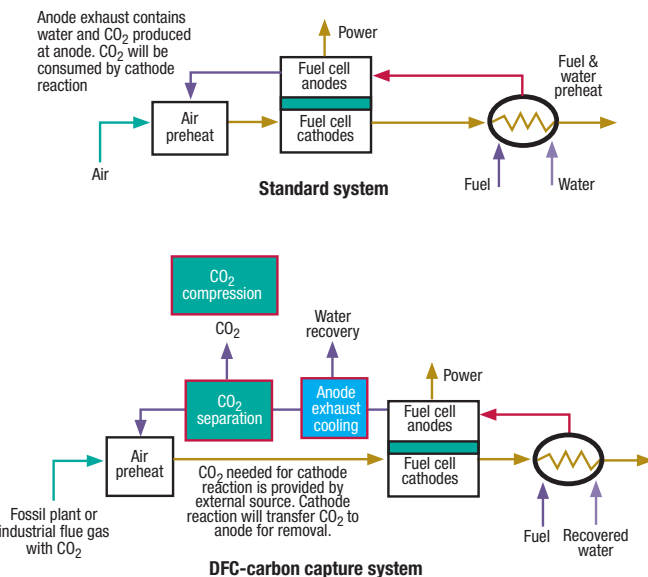 Anode exhaust contains
water and CO2 produced
at anode. CO2 will be
consumed by cathode
reaction
Power
Fuel cell
anodes
Fuel cell
cathodes
Air
preheat
Fuel &
water
preheat
Air
Fuel
Water
Standard system
CO2
compression
CO2
Water
recovery
CO2
separation
Anode
exhaust
cooling
Power
Fuel cell
anodes
Fuel cell
cathodes
Air
preheat
CO2 needed for cathode
reaction is provided by
external source. Cathode
reaction will transfer CO2 to
anode for removal.
Fossil plant or
industrial flue gas
with CO2
Fuel
Recovered
water
DFC-carbon capture system